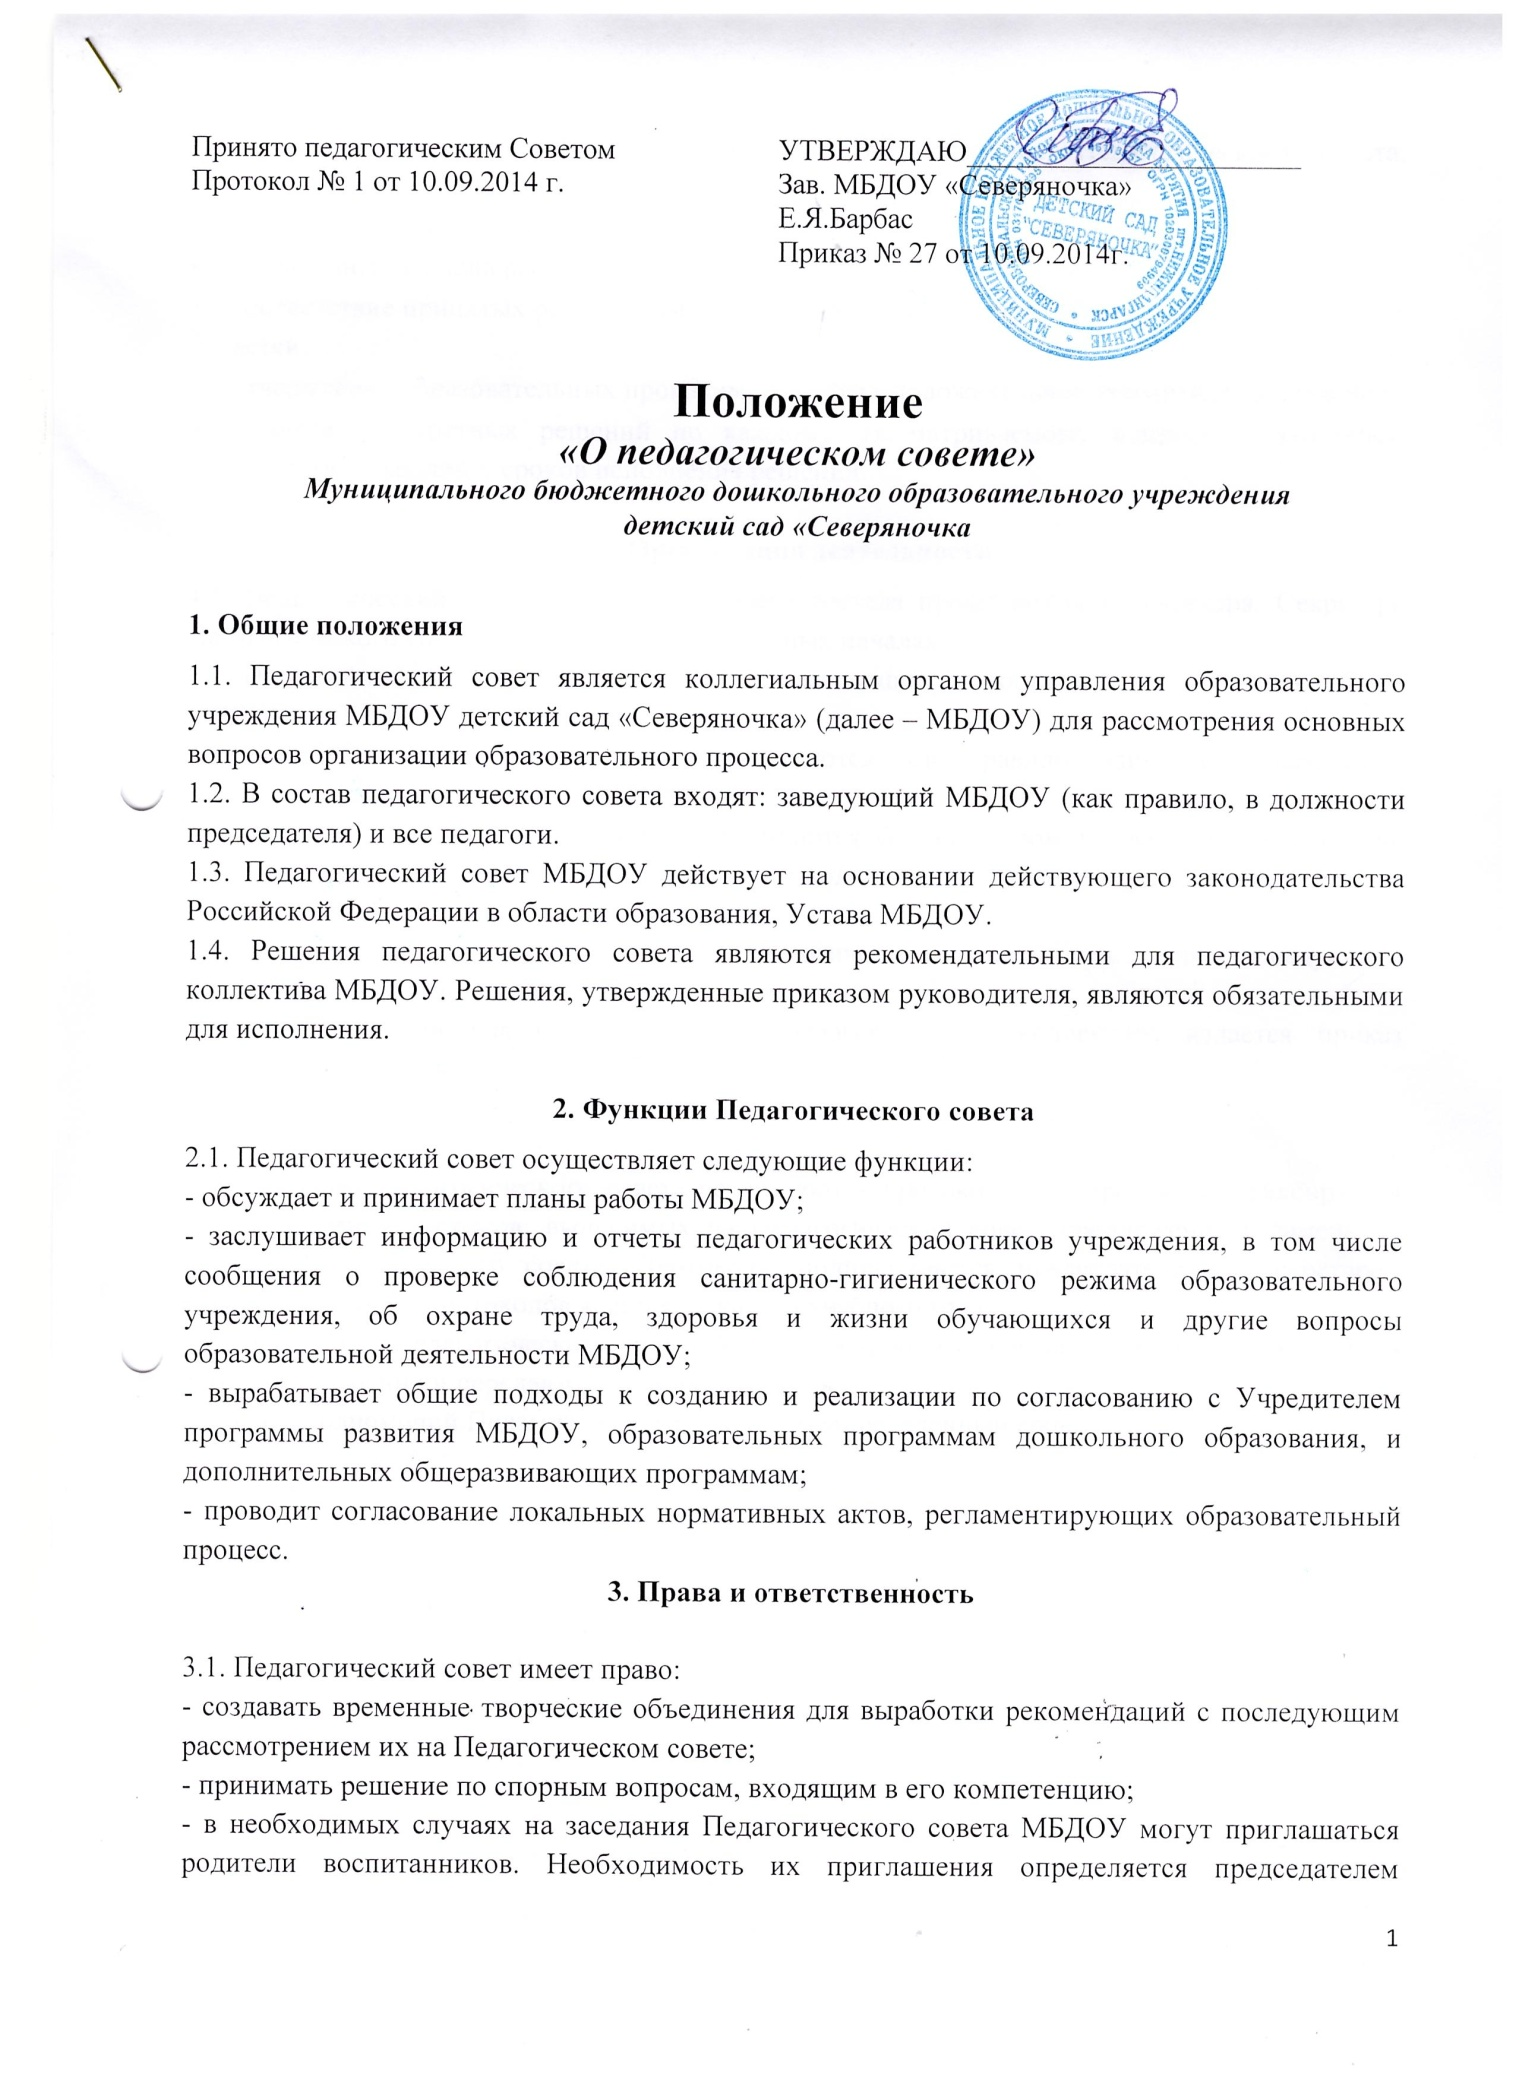 Принято педагогическим Советом
Протокол № 1 от 10.09.2014 г.
УТВЕРЖДАЮ
Зав. МБДОУ «Северяночка»
Е.Я.Барбас
Приказ № 27 от 10.09.2014г.
МУНИЦИПАЛЬНОЕ БЮДЖЕТНОЕ ДОШКОЛЬНОЕ ОБРАЗОВАТЕЛЬНОЕ УЧРЕЖДЕНИЕ
ДЕТСКИЙ САД
"СЕВЕРЯНОЧКА"
Положение
«О педагогическом совете»
Муниципального бюджетного дошкольного образовательного учреждения
детский сад «Северяночка
1. Общие положения
1.1. Педагогический совет является коллегиальным органом управления образовательного
учреждения МБДОУ детский сад «Северяночка» (далее – МБДОУ) для рассмотрения основных
вопросов организации образовательного процесса.
1.2. В состав педагогического совета входят: заведующий МБДОУ (как правило, в должности
председателя) и все педагоги.
1.3. Педагогический совет МБДОУ действует на основании действующего законодательства
Российской Федерации в области образования, Устава МБДОУ.
1.4. Решения педагогического совета являются рекомендательными для педагогического
коллектива МБДОУ. Решения, утвержденные приказом руководителя, являются обязательными
для исполнения.
2. Функции Педагогического совета
2.1. Педагогический совет осуществляет следующие функции:
- обсуждает и принимает планы работы МБДОУ;
- заслушивает информацию и отчеты педагогических работников учреждения, в том числе
сообщения о проверке соблюдения санитарно-гигиенического режима образовательного
учреждения, об охране труда, здоровья и жизни обучающихся и другие вопросы
образовательной деятельности МБДОУ;
- вырабатывает общие подходы к созданию и реализации по согласованию с Учредителем
программы развития МБДОУ, образовательных программам дошкольного образования, и
дополнительных общеразвивающих программам;
- проводит согласование локальных нормативных актов, регламентирующих образовательный
процесс.
3. Права и ответственность
3.1. Педагогический совет имеет право:
- создавать временные творческие объединения для выработки рекомендаций с последующим
рассмотрением их на Педагогическом совете;
- принимать решение по спорным вопросам, входящим в его компетенцию;
- в необходимых случаях на заседания Педагогического совета МБДОУ могут приглашаться
родители воспитанников. Необходимость их приглашения определяется председателем
1